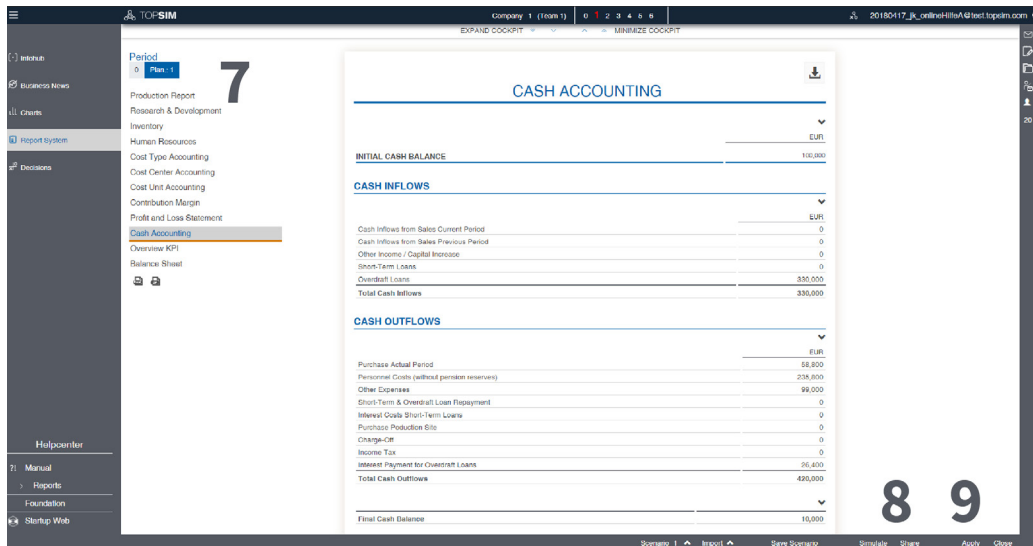 TOPSIM
Company 1 (Team 1) 0 1 2 3 4 5 6
20180417_jk_onlineHilfeA@test.topsim.com
EXPAND COCKPIT MINIMIZE COCKPIT
Infohub
Business News
Charts
Report System
Decisions
Period
0 Plan : 1
7
Production Report
Research & Development
Inventory
Human Resources
Cost Type Accounting
Cost Center Accounting
Cost Unit Accounting
Contribution Margin
Profit and Loss Statement
Cash Accounting
Overview KPI
Balance Sheet
CASH ACCOUNTING
EUR
INITIAL CASH BALANCE 100,000
CASH INFLOWS
EUR
Cash Inflows from Sales Current Period 0
Cash Inflows from Sales Previous Period 0
Other Income / Capital Increase 0
Short-Term Loans 0
Overdraft Loans 330,000
Total Cash Inflows 330,000
CASH OUTFLOWS
EUR
Purchase Actual Period 58,800
Personnel Costs (without pension reserves) 235,800
Other Expenses 99,000
Short-Term & Overdraft Loan Repayment 0
Interest Costs Short-Term Loans 0
Purchase Poduction Site 0
Charge-Off 0
Income Tax 0
Interest Payment for Overdraft Loans 26,400
Total Cash Outflows 420,000
Final Cash Balance 10,000
20
Helpcenter
Manual
> Reports
Foundation
Startup Web
8 9
Scenario 1 Import Save Scenario Simulate Share Apply Close